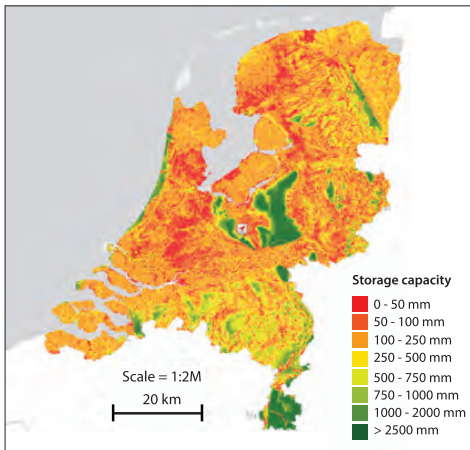 Storage capacity
0 - 50 mm
50 - 100 mm
100 - 250 mm
250 - 500 mm
500 - 750 mm
750 - 1000 mm
1000 - 2000 mm
> 2500 mm
Scale = 1:2M
20 km